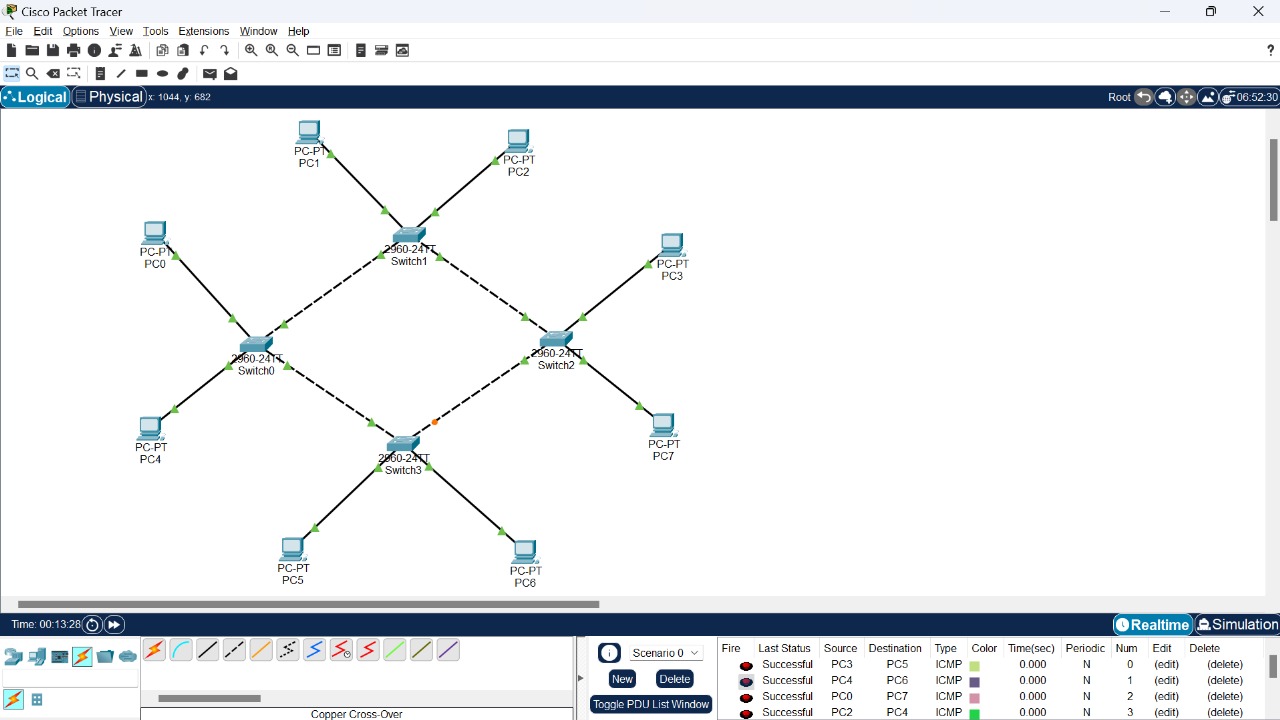 Cisco Packet Tracer
File Edit Options View Tools Extensions Window Help
?
Logical Physical x: 1044, y: 682 Root 06:52:30
PC-PT
PC1
PC-PT
PC2
PC-PT
PC0
2960-24TT
Switch1
PC-PT
PC3
2960-24TT
Switch0
2960-24TT
Switch2
PC-PT
PC4
PC-PT
PC7
2960-24TT
Switch3
PC-PT
PC5
PC-PT
PC6
Time: 00:13:28 Realtime Simulation
Scenario 0
New Delete
Toggle PDU List Window
Fire Last Status Source Destination Type Color Time(sec) Periodic Num Edit Delete
Successful PC3 PC5 ICMP 0.000 N 0 (edit) (delete)
Successful PC4 PC6 ICMP 0.000 N 1 (edit) (delete)
Successful PC0 PC7 ICMP 0.000 N 2 (edit) (delete)
Successful PC2 PC4 ICMP 0.000 N 3 (edit) (delete)
Copper Cross-Over